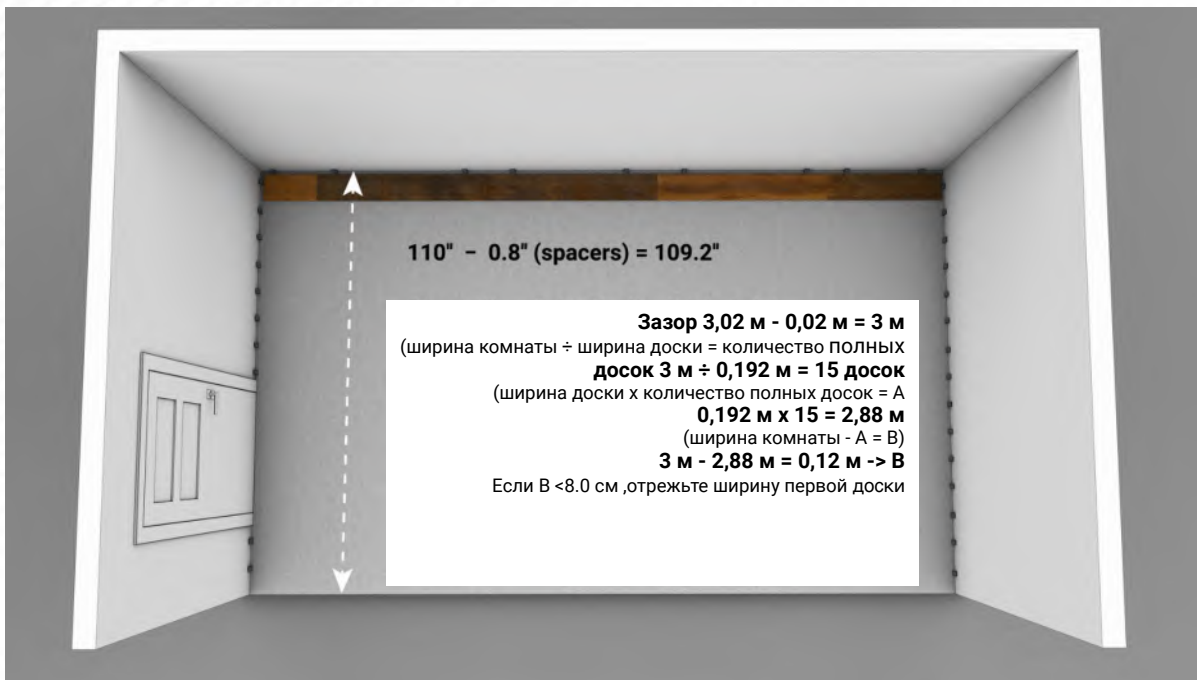 110" − 0.8" (spacers) = 109.2"
Зазор 3,02 м - 0,02 м = 3 м
(ширина комнаты ÷ ширина доски = количество полных
досок 3 м ÷ 0,192 м = 15 досок
(ширина доски х количество полных досок = A
0,192 м x 15 = 2,88 м
(ширина комнаты - A = B)
3 м - 2,88 м = 0,12 м -> B
Если B <8.0 см ,отрежьте ширину первой доски